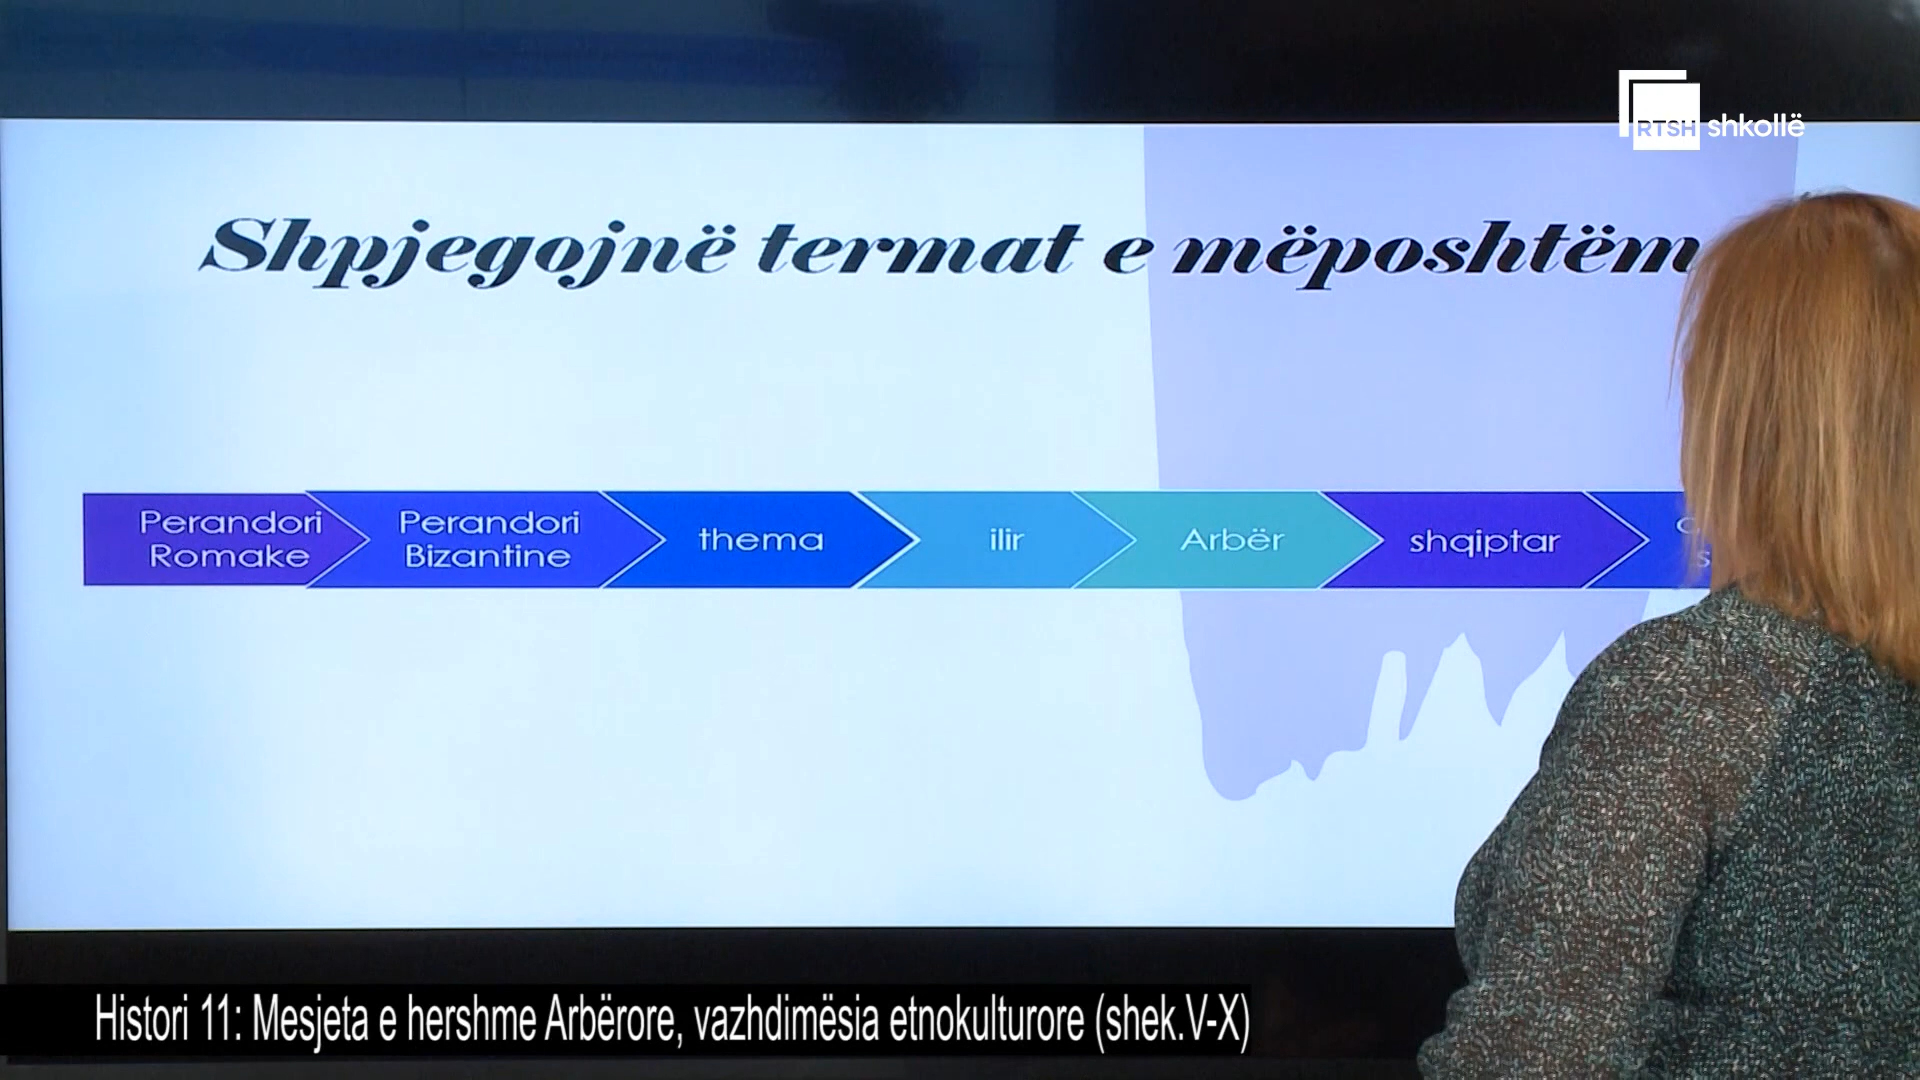 RTSH shkollë
Shpjegojnë termat e mëposhtëm
Perandori
Romake
Perandori
Bizantine
thema
ilir
Arbër
shqiptar
Histori 11: Mesjeta e hershme Arbërore, vazhdimësia etnokulturore (shek.V-X)